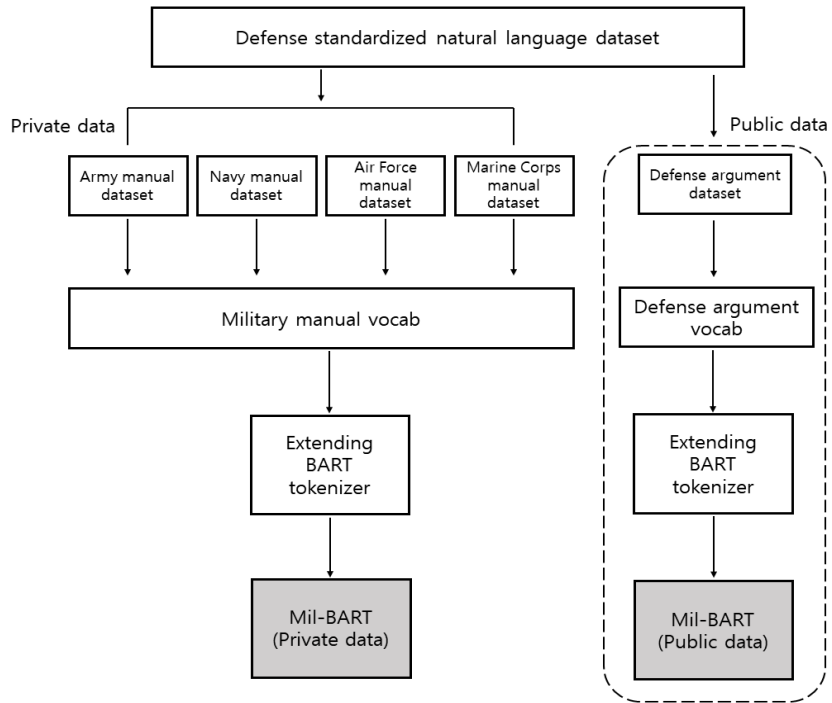 Defense standardized natural language dataset
Private data
Public data
Army manual
dataset
Navy manual
dataset
Air Force
manual
dataset
Marine Corps
manual
dataset
Defense argument
dataset
Military manual vocab
Defense argument
vocab
Extending
BART
tokenizer
Extending
BART
tokenizer
Mil-BART
(Private data)
Mil-BART
(Public data)